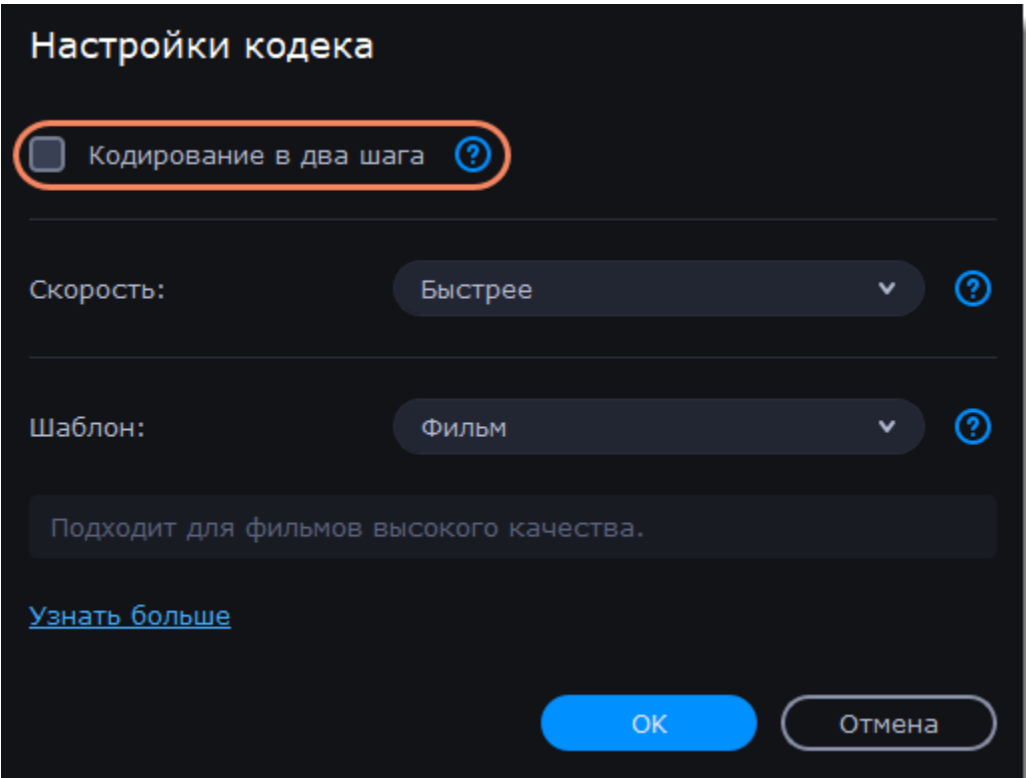 Настройки кодека
Кодирование в два шага ?
Скорость: Быстрее ?
Шаблон: Фильм ?
Подходит для фильмов высокого качества.
Узнать больше
OK Отмена